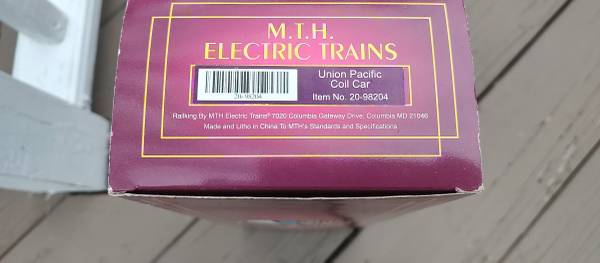 M.T.H.
ELECTRIC TRAINS
Union Pacific
Coil Car
20-98204
Item No. 20-98204
Railking By MTH Electric Trains® 7020 Columbia Gateway Drive, Columbia MD 21046
Made and Litho in China To MTH's Standards and Specifications